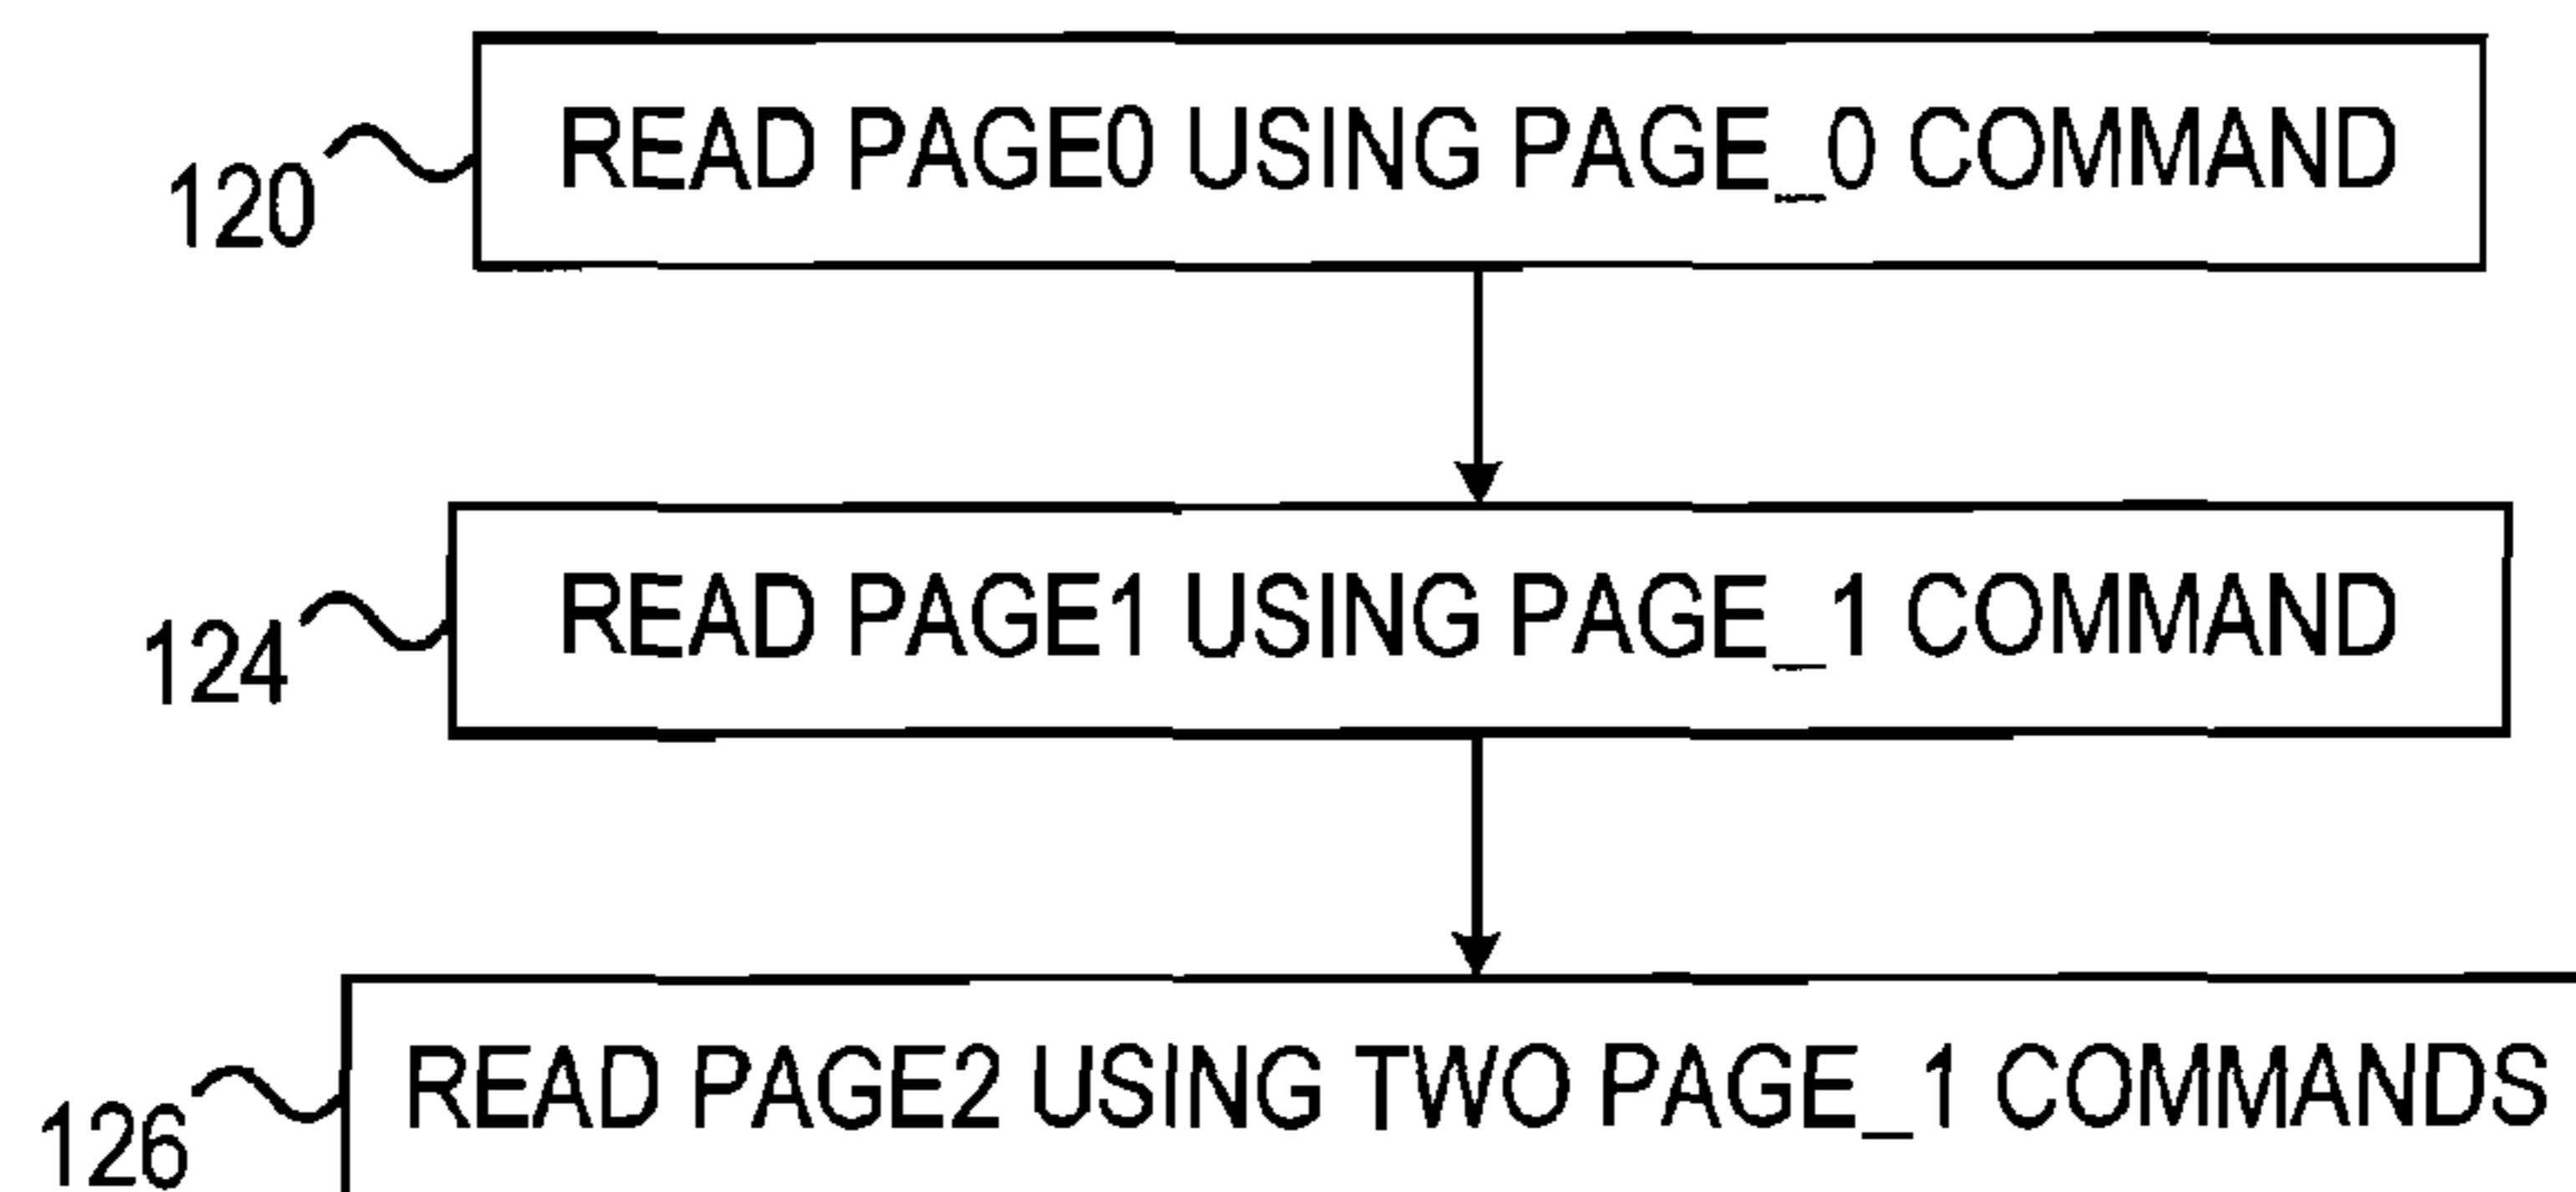 READ PAGE0 USING PAGE_0 COMMAND
120
READ PAGE1 USING PAGE_1 COMMAND
124
READ PAGE2 USING TWO PAGE_1 COMMANDS
126